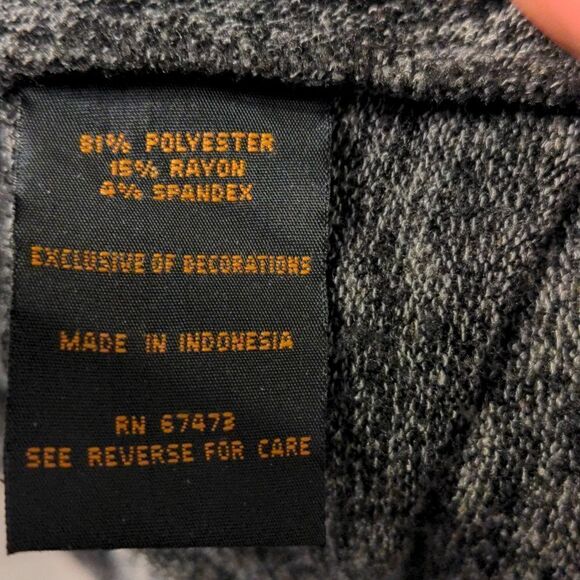 81% POLYESTER
15% RAYON
4% SPANDEX
EXCLUSIVE OF DECORATIONS
MADE IN INDONESIA
RN 67473
SEE REVERSE FOR CARE